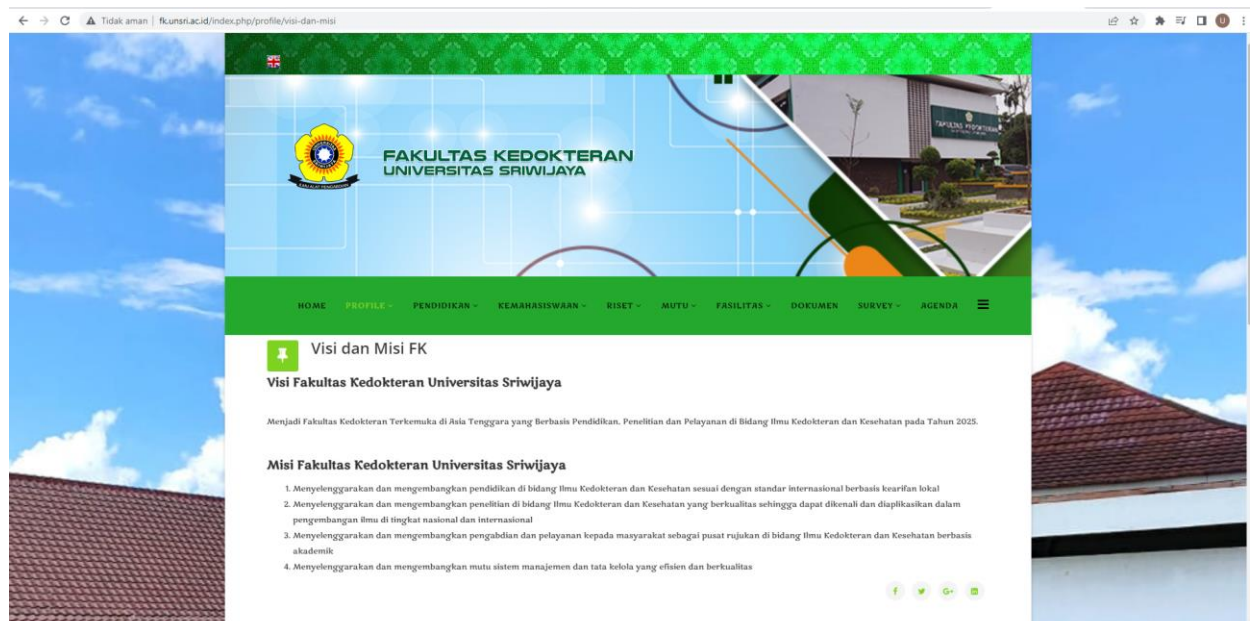 Tidak aman | fk.unsri.ac.id/index.php/profile/visi-dan-misi
U
FAKULTAS KEDOKTERAN
FAKULTAS KEDOKTERAN
UNIVERSITAS SRIWIJAYA
ILMU ALAT PENGABDIAN
HOME PROFILE PENDIDIKAN KEMAHASISWAAN RISET MUTU FASILITAS DOKUMEN SURVEY AGENDA
Visi dan Misi FK
Visi Fakultas Kedokteran Universitas Sriwijaya
Menjadi Fakultas Kedokteran Terkemuka di Asia Tenggara yang Berbasis Pendidikan, Penelitian dan Pelayanan di Bidang Ilmu Kedokteran dan Kesehatan pada Tahun 2025.
Misi Fakultas Kedokteran Universitas Sriwijaya
1. Menyelenggarakan dan mengembangkan pendidikan di bidang Ilmu Kedokteran dan Kesehatan sesuai dengan standar internasional berbasis kearifan lokal
2. Menyelenggarakan dan mengembangkan penelitian di bidang Ilmu Kedokteran dan Kesehatan yang berkualitas sehingga dapat dikenali dan diaplikasikan dalam
pengembangan ilmu di tingkat nasional dan internasional
3. Menyelenggarakan dan mengembangkan pengabdian dan pelayanan kepada masyarakat sebagai pusat rujukan di bidang Ilmu Kedokteran dan Kesehatan berbasis
akademik
4. Menyelenggarakan dan mengembangkan mutu sistem manajemen dan tata kelola yang efisien dan berkualitas
f G+ in